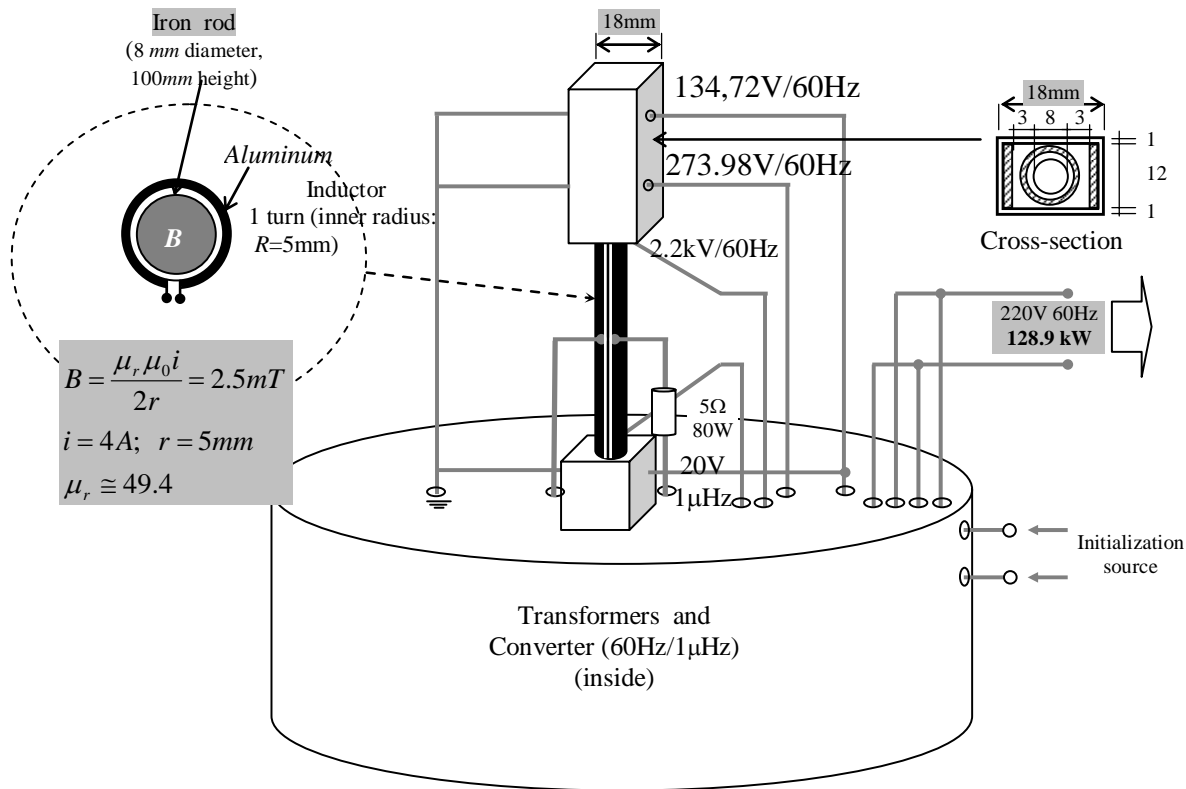 Iron rod
(8 mm diameter,
100mm height)
Aluminum
Inductor
1 turn (inner radius:
R=5mm)
B
B = μrμ0i / 2r = 2.5mT
i = 4A; r = 5mm
μr ≅ 49.4
18mm
134,72V/60Hz
273.98V/60Hz
2.2kV/60Hz
18mm
3 8 3
1
12
1
Cross-section
220V 60Hz
128.9 kW
5Ω
80W
20V
1μHz
Initialization
source
Transformers and
Converter (60Hz/1μHz)
(inside)